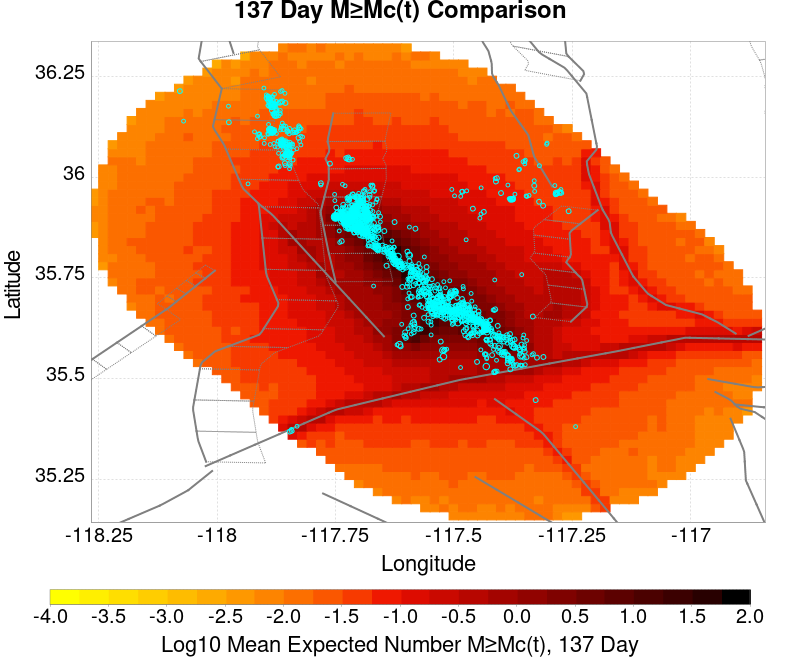 137 Day M≥Mc(t) Comparison
36.25
36
35.75
35.5
35.25
Latitude
-118.25 -118 -117.75 -117.5 -117.25 -117
Longitude
-4.0 -3.5 -3.0 -2.5 -2.0 -1.5 -1.0 -0.5 0.0 0.5 1.0 1.5 2.0
Log10 Mean Expected Number M≥Mc(t), 137 Day